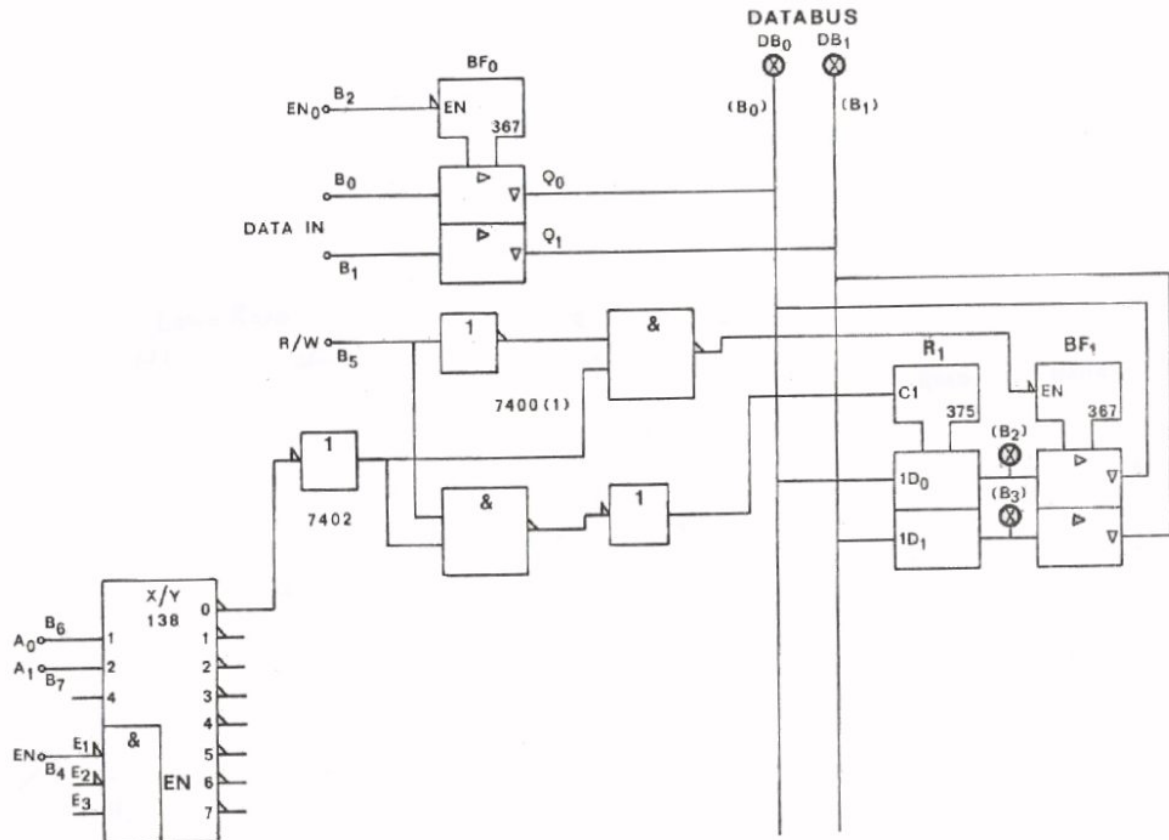 DATABUS
DB0 DB1
BF0
EN0 B2 EN
367
(B0) (B1)
B0 Q0
DATA IN
B1 Q1
R/W B5 1 &
7400 (1)
R1 BF1
C1 EN
375 367
1 & 1
7402
(B2)
1D0
(B3)
1D1
X/Y
138
0
A0 B6 1 1
A1 B7 2 2
4 3
4
&
EN B4 E1 5
E2 EN 6
E3 7